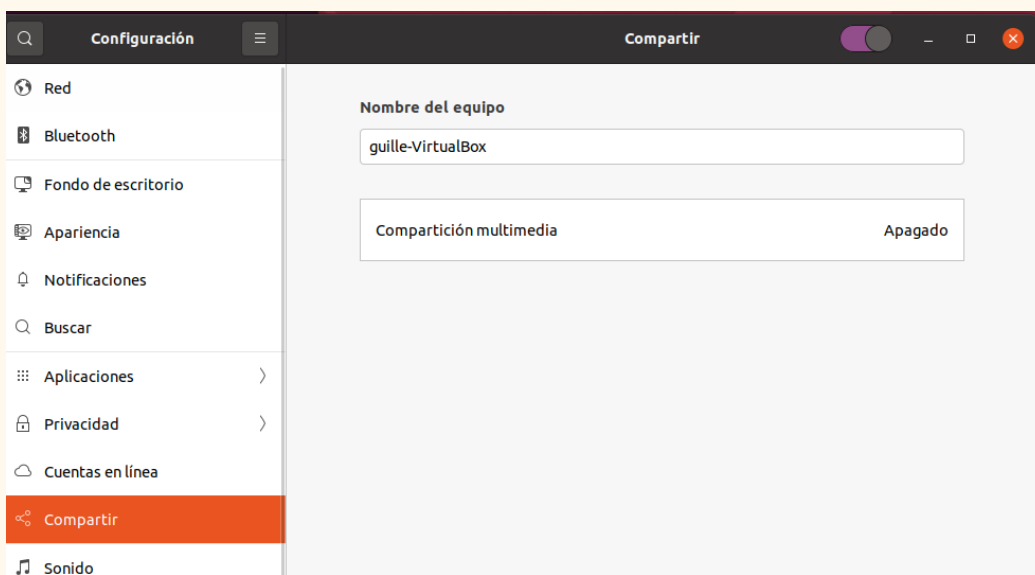 Configuración
Compartir
Red
Bluetooth
Fondo de escritorio
Apariencia
Notificaciones
Buscar
Aplicaciones
Privacidad
Cuentas en línea
Compartir
Sonido
Nombre del equipo
guille-VirtualBox
Compartición multimedia Apagado